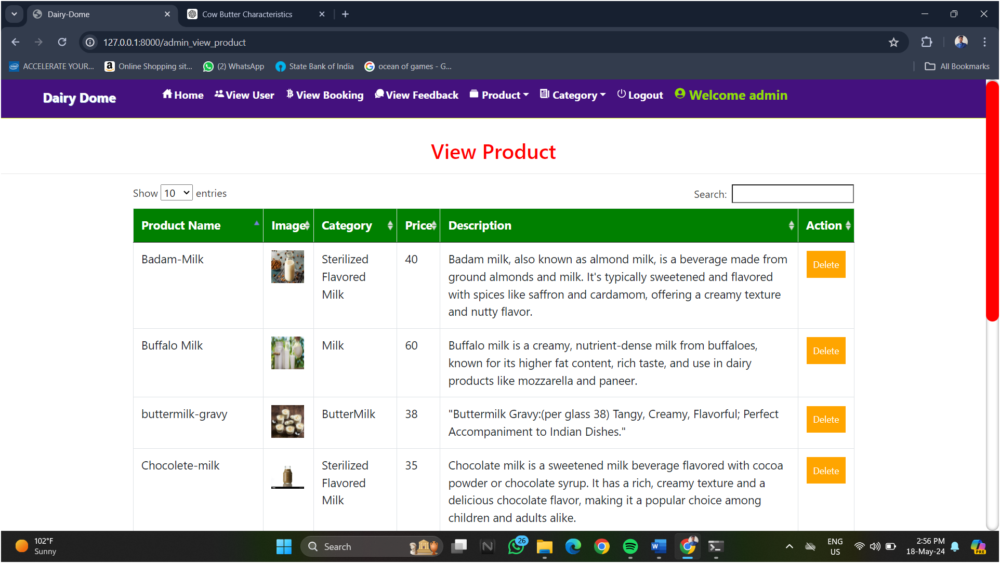 Dairy-Dome
Cow Butter Characteristics
127.0.0.1:8000/admin_view_product
ACCELERATE YOUR... Online Shopping sit... (2) WhatsApp State Bank of India ocean of games - G... All Bookmarks
Dairy Dome Home View User View Booking View Feedback Product Category Logout Welcome admin
View Product
Show 10 entries Search:
Product Name Image Category Price Description Action
Badam-Milk Sterilized 40 Badam milk, also known as almond milk, is a beverage made from Delete
Flavored ground almonds and milk. It's typically sweetened and flavored
Milk with spices like saffron and cardamom, offering a creamy texture
and nutty flavor.
Buffalo Milk Milk 60 Buffalo milk is a creamy, nutrient-dense milk from buffaloes, Delete
known for its higher fat content, rich taste, and use in dairy
products like mozzarella and paneer.
buttermilk-gravy ButterMilk 38 "Buttermilk Gravy:(per glass 38) Tangy, Creamy, Flavorful; Perfect Delete
Accompaniment to Indian Dishes."
Chocolete-milk Sterilized 35 Chocolate milk is a sweetened milk beverage flavored with cocoa Delete
Flavored powder or chocolate syrup. It has a rich, creamy texture and a
Milk delicious chocolate flavor, making it a popular choice among
children and adults alike.
102°F
Sunny
Search
26
ENG
US
2:56 PM
18-May-24
PRE